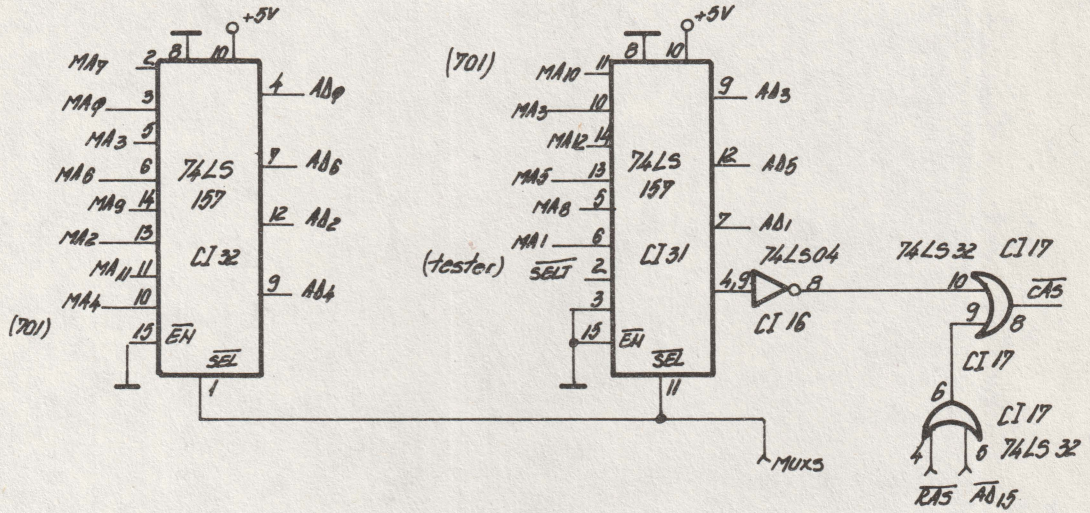 +5V
8 10
MA7 2
MAφ 3
MA3 5
MA6 6
MA9 14
MA2 13
MA11 11
MA4 10
(701)
15 EN
SEL
1
74LS
157
CI 32
4 ADφ
7 AD6
12 AD2
9 AD4
+5V
(701)
8 10
MA10 11
MA3 10
MA12 14
MA5 13
MA8 5
MA1 6
(tester) SELT 2
3
15 EN
SEL
11
74LS
157
CI 31
9 AD3
12 AD5
7 AD1
4,9
74LS04
8
CI 16
MUXS
74LS32 CI 17
10
9
8
CAS
CI 17
6
CI 17
74LS32
4 5
RAS AD15